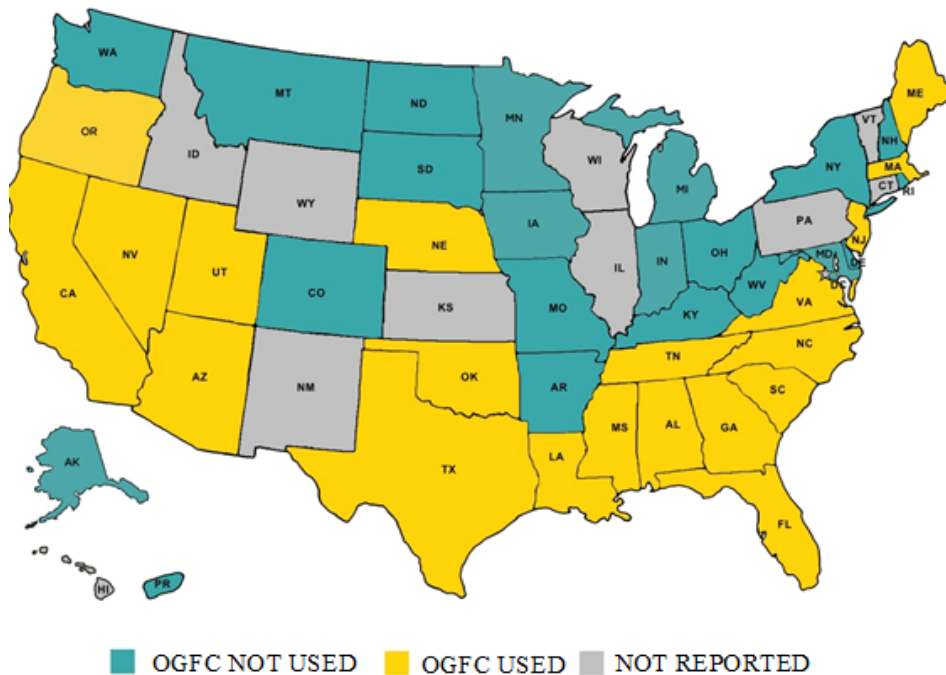 WA
MT
ND
MN
ME
VT
NH
OR
ID
SD
WI
NY
MA
CT
RI
WY
MI
IA
PA
NJ
NE
NV
UT
IL
IN
OH
MD
DE
DC
CO
WV
CA
KS
MO
VA
KY
NC
TN
AZ
OK
NM
AR
SC
MS
AL
GA
LA
TX
AK
FL
HI
PR
OGFC NOT USED
OGFC USED
NOT REPORTED